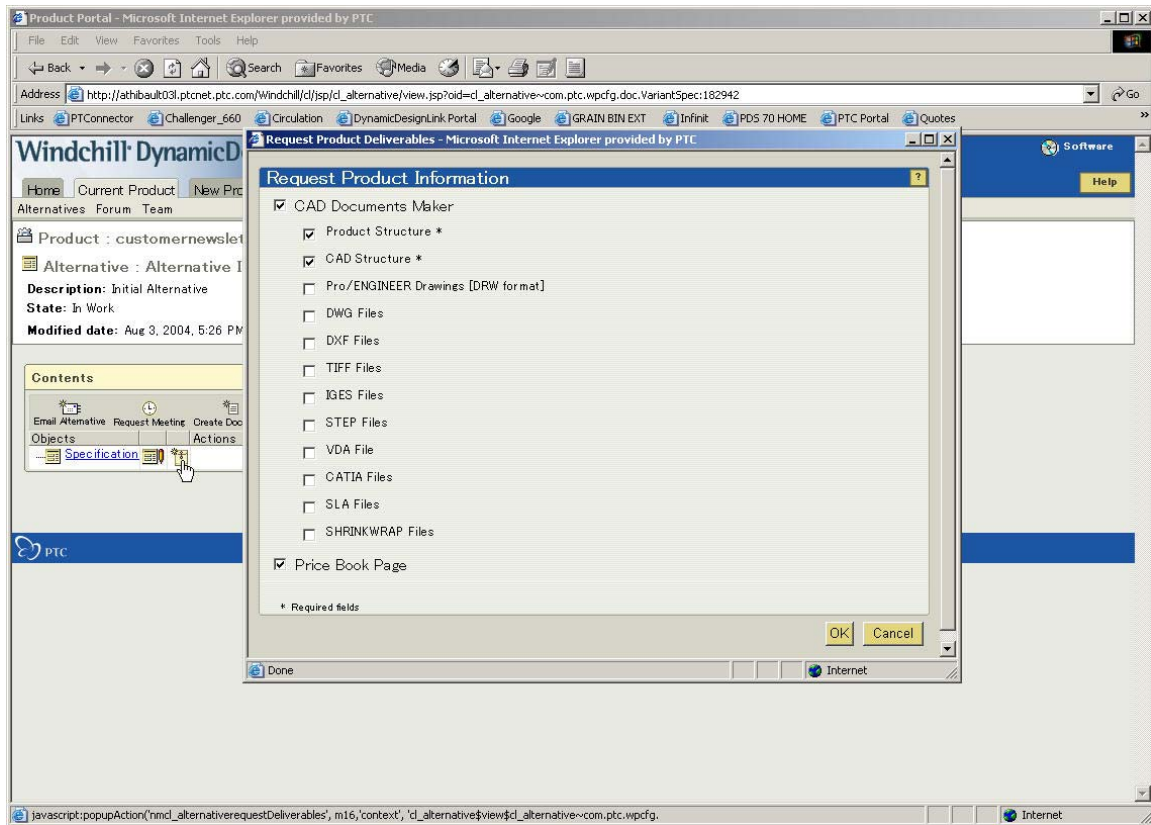 Product Portal - Microsoft Internet Explorer provided by PTC
File Edit View Favorites Tools Help
Back Search Favorites Media
Address http://athibault03l.ptcnet.ptc.com/Windchill/cl/jsp/cl_alternative/view.jsp?oid=cl_alternative~com.ptc.wpcfg.doc.VariantSpec:182942 Go
Links PTConnector Challenger_660 Circulation DynamicDesignLink Portal Google GRAIN BIN EXT Infinit PDS 70 HOME PTC Portal Quotes »
Windchill DynamicD
Software
Home Current Product New Pro
Help
Alternatives Forum Team
Product : customernewslet
Alternative : Alternative I
Description: Initial Alternative
State: In Work
Modified date: Aug 3, 2004, 5:26 PM
Contents
Email Alternative Request Meeting Create Doc
Objects Actions
Specification
PTC
Request Product Deliverables - Microsoft Internet Explorer provided by PTC
Request Product Information
?
CAD Documents Maker
Product Structure *
CAD Structure *
Pro/ENGINEER Drawings [DRW format]
DWG Files
DXF Files
TIFF Files
IGES Files
STEP Files
VDA File
CATIA Files
SLA Files
SHRINKWRAP Files
Price Book Page
* Required fields
OK Cancel
Done Internet
javascript:popupAction('nmcl_alternativerequestDeliverables', m16,'context', 'cl_alternative$view$cl_alternative~com.ptc.wpcfg. Internet